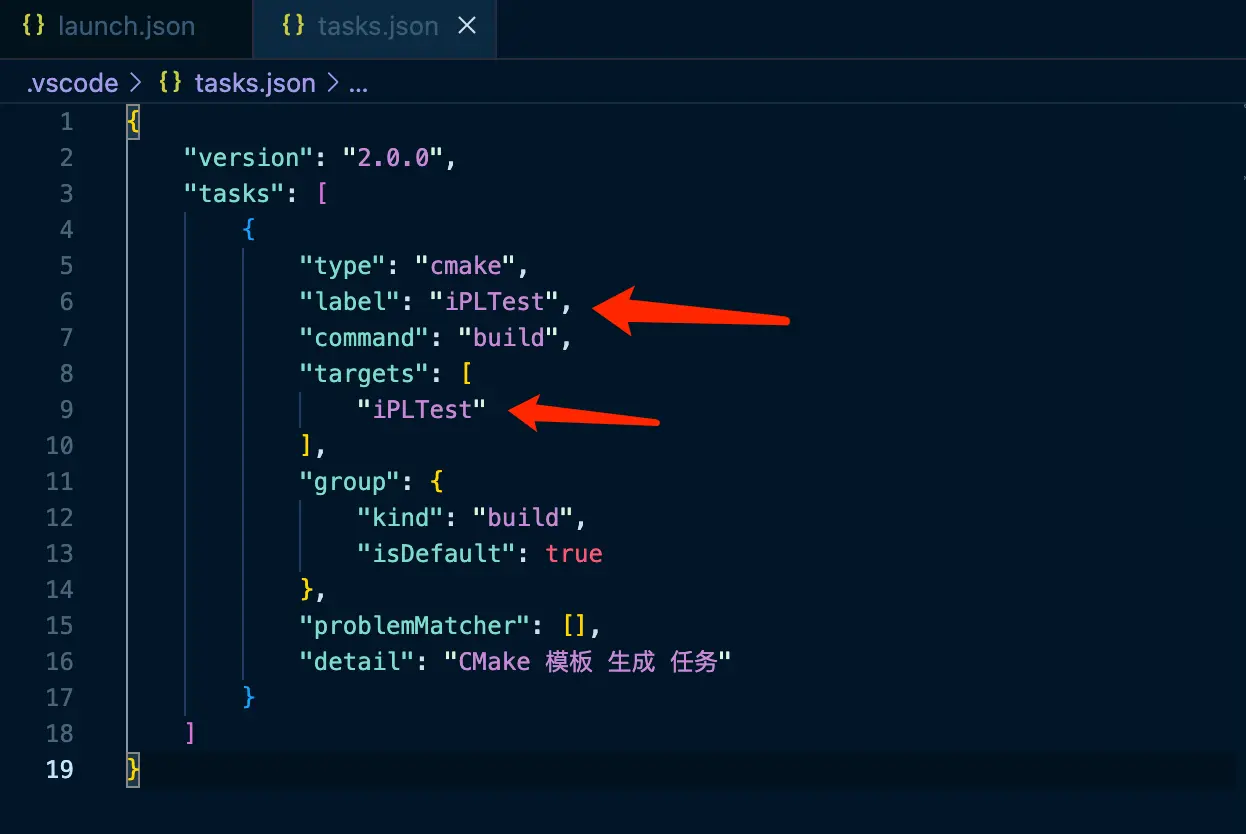 {} launch.json {} tasks.json ×
.vscode > {} tasks.json > ...
1 {
2 "version": "2.0.0",
3 "tasks": [
4 {
5 "type": "cmake",
6 "label": "iPLTest",
7 "command": "build",
8 "targets": [
9 "iPLTest"
10 ],
11 "group": {
12 "kind": "build",
13 "isDefault": true
14 },
15 "problemMatcher": [],
16 "detail": "CMake 模板 生成 任务"
17 }
18 ]
19 }